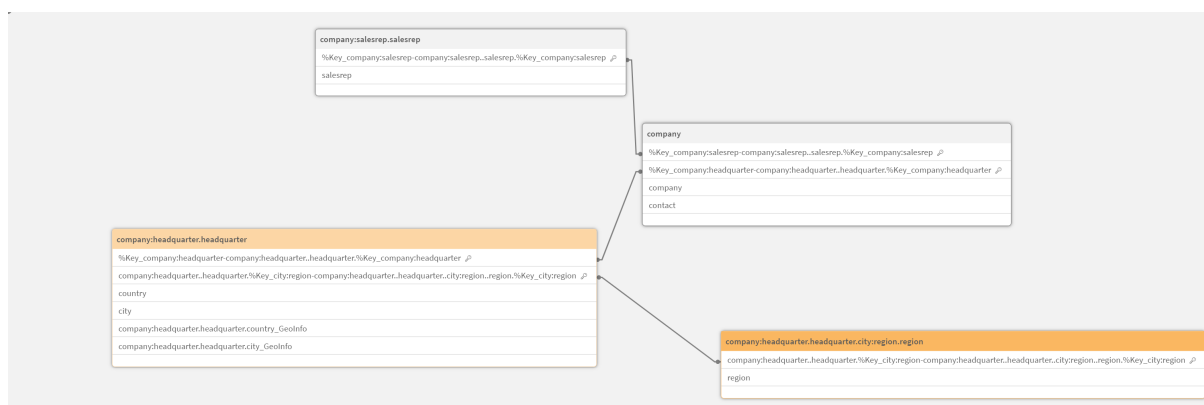 company:salesrep.salesrep
%Key_company:salesrep-company:salesrep..salesrep.%Key_company:salesrep
salesrep
company
%Key_company:salesrep-company:salesrep..salesrep.%Key_company:salesrep
%Key_company:headquarter-company:headquarter..headquarter.%Key_company:headquarter
company
contact
company:headquarter.headquarter
%Key_company:headquarter-company:headquarter..headquarter.%Key_company:headquarter
company:headquarter..headquarter.%Key_city:region-company:headquarter..headquarter..city:region..region.%Key_city:region
country
city
company:headquarter.headquarter.country_GeoInfo
company:headquarter.headquarter.city_GeoInfo
company:headquarter.headquarter.city:region.region
company:headquarter..headquarter.%Key_city:region-company:headquarter..headquarter..city:region..region.%Key_city:region
region